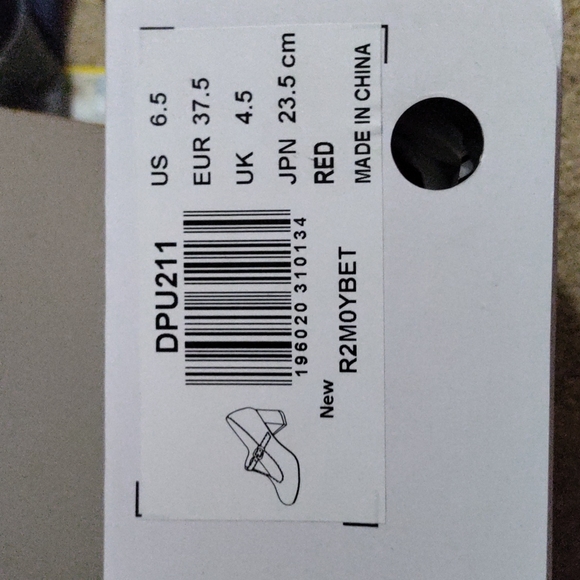 DPU211
196020 310134
New
R2M0YBET
US 6.5
EUR 37.5
UK 4.5
JPN 23.5 cm
RED
MADE IN CHINA